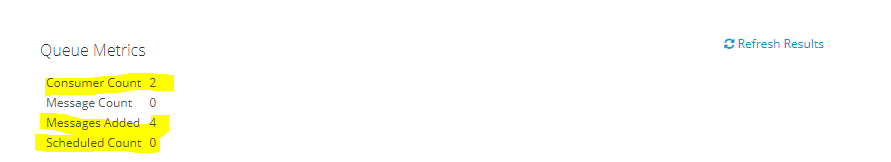 Refresh Results
Queue Metrics
Consumer Count 2
Message Count 0
Messages Added 4
Scheduled Count 0